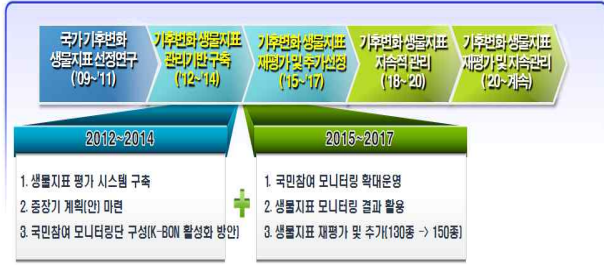 국가 기후변화
생물지표 선정연구
('09~'11)
기후변화 생물지표
관리기반 구축
('12~'14)
기후변화 생물지표
재평가 및 추가선정
('15~'17)
기후변화 생물지표
지속적 관리
('18~'20)
기후변화 생물지표
재평가 및 지속관리
('20~계속)
2012~2014
1. 생물지표 평가 시스템 구축
2. 중장기 계획(안) 마련
3. 국민참여 모니터링단 구성(K-BON 활성화 방안)
+
2015~2017
1. 국민참여 모니터링 확대운영
2. 생물지표 모니터링 결과 활용
3. 생물지표 재평가 및 추가(130종 -> 150종)